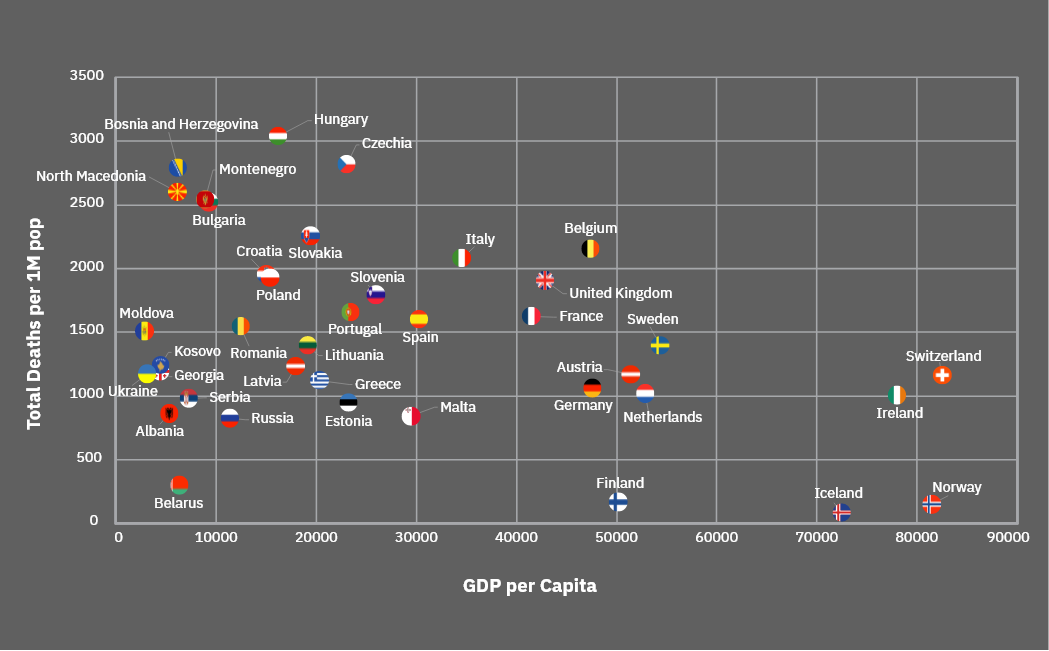 3500
Hungary
Bosnia and Herzegovina
3000
Czechia
Montenegro
North Macedonia
2500
Bulgaria
Belgium
Italy
Croatia
Slovakia
2000
Slovenia
Poland
United Kingdom
Moldova
France
Sweden
1500
Portugal
Spain
Kosovo
Romania
Lithuania
Switzerland
Austria
Georgia
Latvia
Greece
Ukraine
1000
Serbia
Germany
Malta
Ireland
Netherlands
Albania
Russia
Estonia
500
Finland
Norway
Iceland
Belarus
0
Total Deaths per 1M pop
0 10000 20000 30000 40000 50000 60000 70000 80000 90000
GDP per Capita